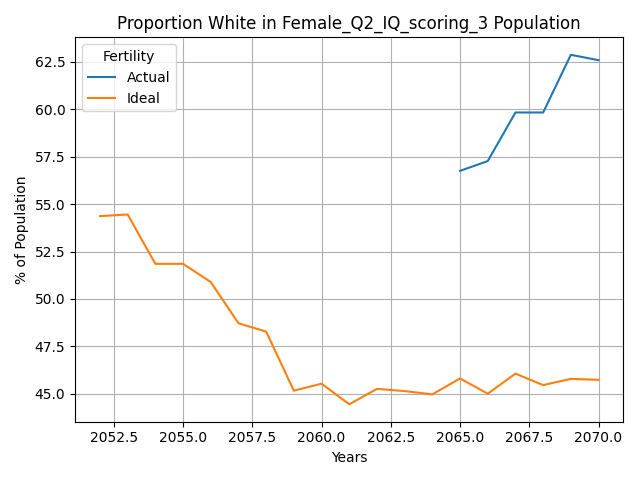 Proportion White in Female_Q2_IQ_scoring_3 Population
Fertility
Actual
Ideal
62.5
60.0
57.5
55.0
52.5
50.0
47.5
45.0
% of Population
2052.5 2055.0 2057.5 2060.0 2062.5 2065.0 2067.5 2070.0
Years